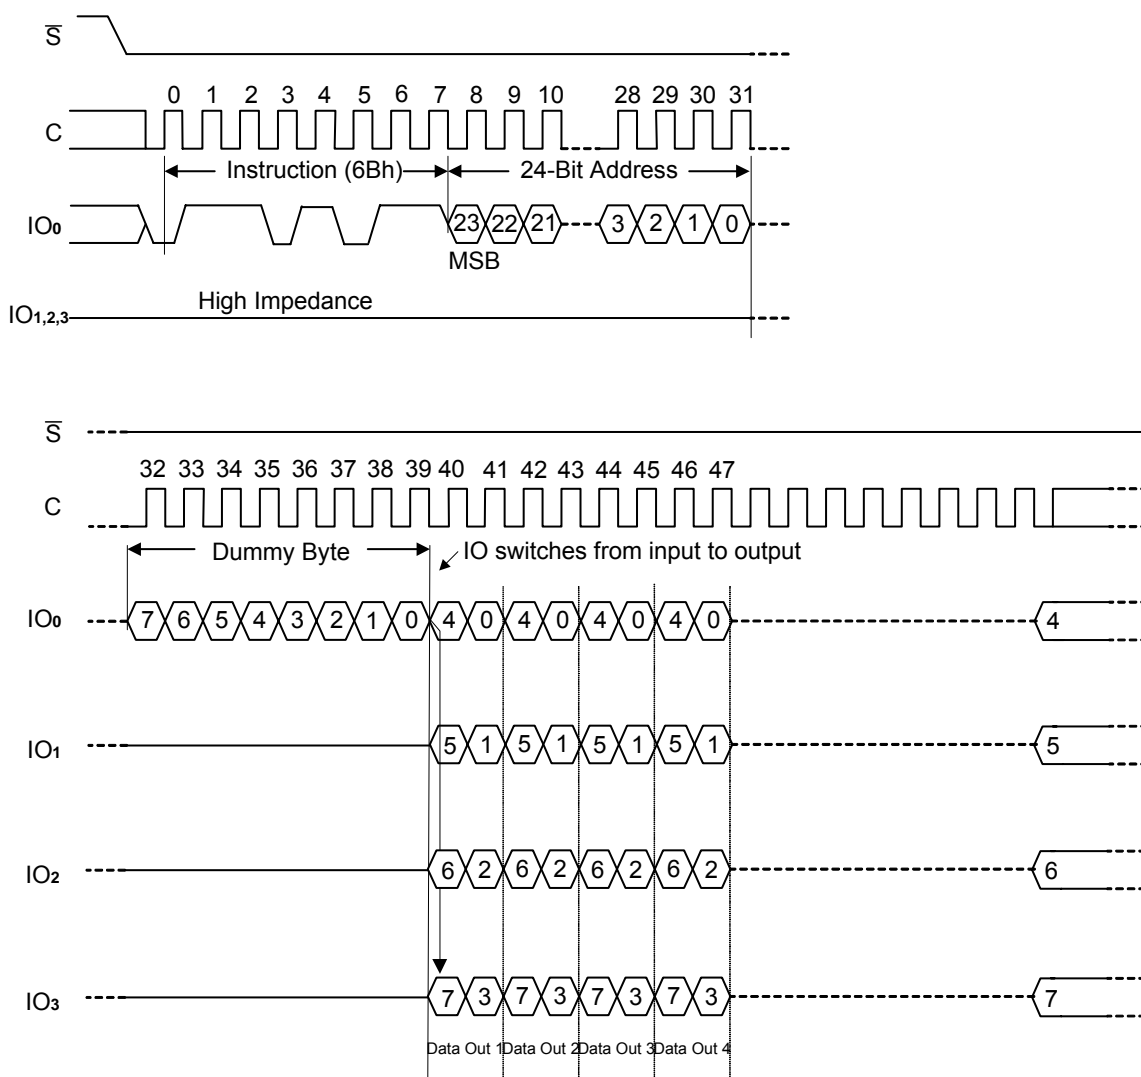 S
0 1 2 3 4 5 6 7 8 9 10 28 29 30 31
C
Instruction (6Bh) 24-Bit Address
IO0 23 22 21 3 2 1 0
MSB
High Impedance
IO1,2,3
S
32 33 34 35 36 37 38 39 40 41 42 43 44 45 46 47
C
Dummy Byte IO switches from input to output
IO0 7 6 5 4 3 2 1 0 4 0 4 0 4 0 4 0 4
IO1 5 1 5 1 5 1 5 1 5
IO2 6 2 6 2 6 2 6 2 6
IO3 7 3 7 3 7 3 7 3 7
Data Out 1 Data Out 2 Data Out 3 Data Out 4